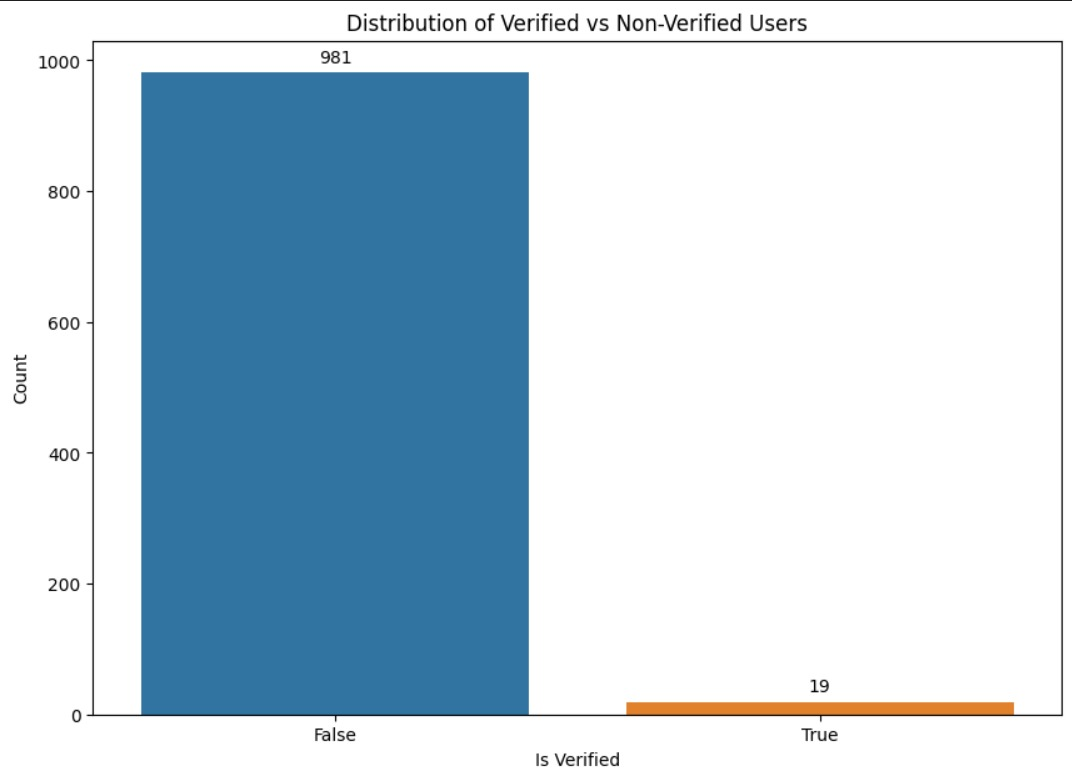 Distribution of Verified vs Non-Verified Users
1000
981
800
600
Count
400
200
19
0
False
True
Is Verified